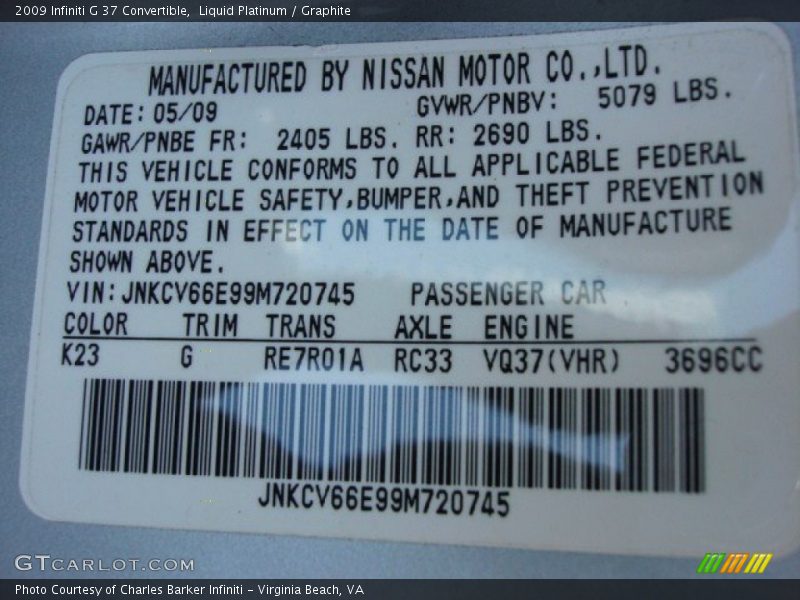 2009 Infiniti G 37 Convertible,  Liquid Platinum / Graphite
MANUFACTURED BY NISSAN MOTOR CO.,LTD.
DATE: 05/09 GVWR/PNBV: 5079 LBS.
GAWR/PNBE FR: 2405 LBS. RR: 2690 LBS.
THIS VEHICLE CONFORMS TO ALL APPLICABLE FEDERAL
MOTOR VEHICLE SAFETY,BUMPER,AND THEFT PREVENTION
STANDARDS IN EFFECT ON THE DATE OF MANUFACTURE
SHOWN ABOVE.
VIN: JNKCV66E99M720745 PASSENGER CAR
COLOR TRIM TRANS AXLE ENGINE
K23 G RE7R01A RC33 VQ37(VHR) 3696CC
JNKCV66E99M720745
GTCARLOT.COM
Photo Courtesy of Charles Barker Infiniti - Virginia Beach, VA